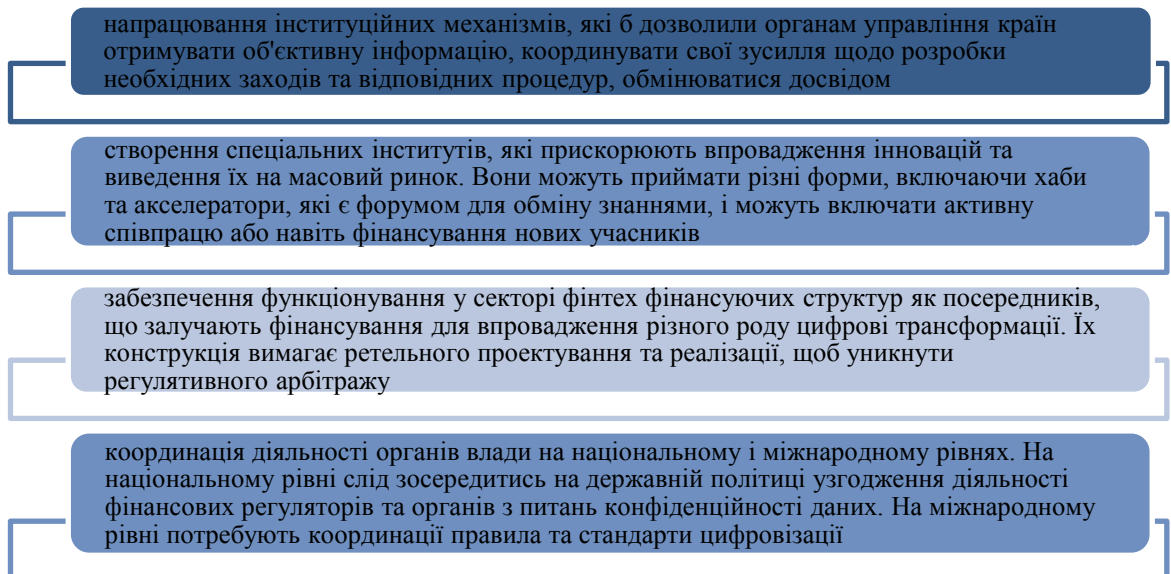 напрацювання інституційних механізмів, які б дозволили органам управління країн
отримувати об'єктивну інформацію, координувати свої зусилля щодо розробки
необхідних заходів та відповідних процедур, обмінюватися досвідом
створення спеціальних інститутів, які прискорюють впровадження інновацій та
виведення їх на масовий ринок. Вони можуть приймати різні форми, включаючи хаби
та акселератори, які є форумом для обміну знаннями, і можуть включати активну
співпрацю або навіть фінансування нових учасників
забезпечення функціонування у секторі фінтех фінансуючих структур як посередників,
що залучають фінансування для впровадження різного роду цифрові трансформації. Їх
конструкція вимагає ретельного проектування та реалізації, щоб уникнути
регулятивного арбітражу
координація діяльності органів влади на національному і міжнародному рівнях. На
національному рівні слід зосередитись на державній політиці узгодження діяльності
фінансових регуляторів та органів з питань конфіденційності даних. На міжнародному
рівні потребують координації правила та стандарти цифровізації